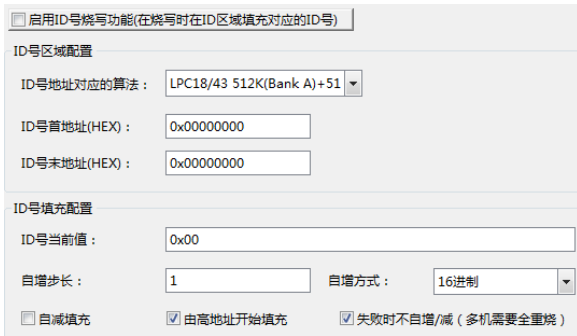 启用ID号烧写功能(在烧写时在ID区域填充对应的ID号)
ID号区域配置
ID号地址对应的算法： LPC18/43 512K(Bank A)+51
ID号首地址(HEX)： 0x00000000
ID号末地址(HEX)： 0x00000000
ID号填充配置
ID号当前值： 0x00
自增步长： 1 自增方式： 16进制
自减填充 由高地址开始填充 失败时不自增/减（多机需要全重烧）